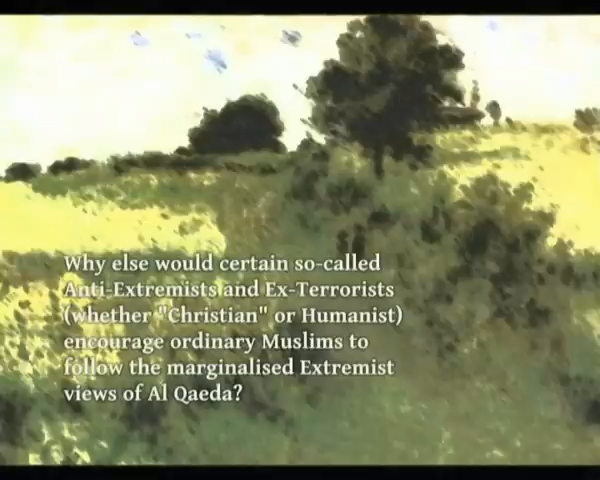 Why else would certain so-called
Anti-Extremists and Ex-Terrorists
(whether "Christian" or Humanist)
encourage ordinary Muslims to
follow the marginalised Extremist
views of Al Qaeda?